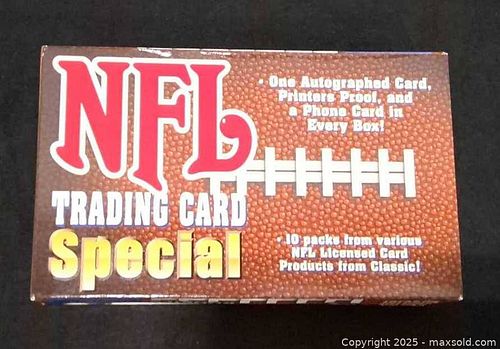 NFL
TRADING CARD
Special
• One Autographed Card,
Printers Proof, and
a Phone Card in
Every Box!
• 10 packs from various
NFL Licensed Card
Products from Classic!
Copyright © 2025 - maxsold.com